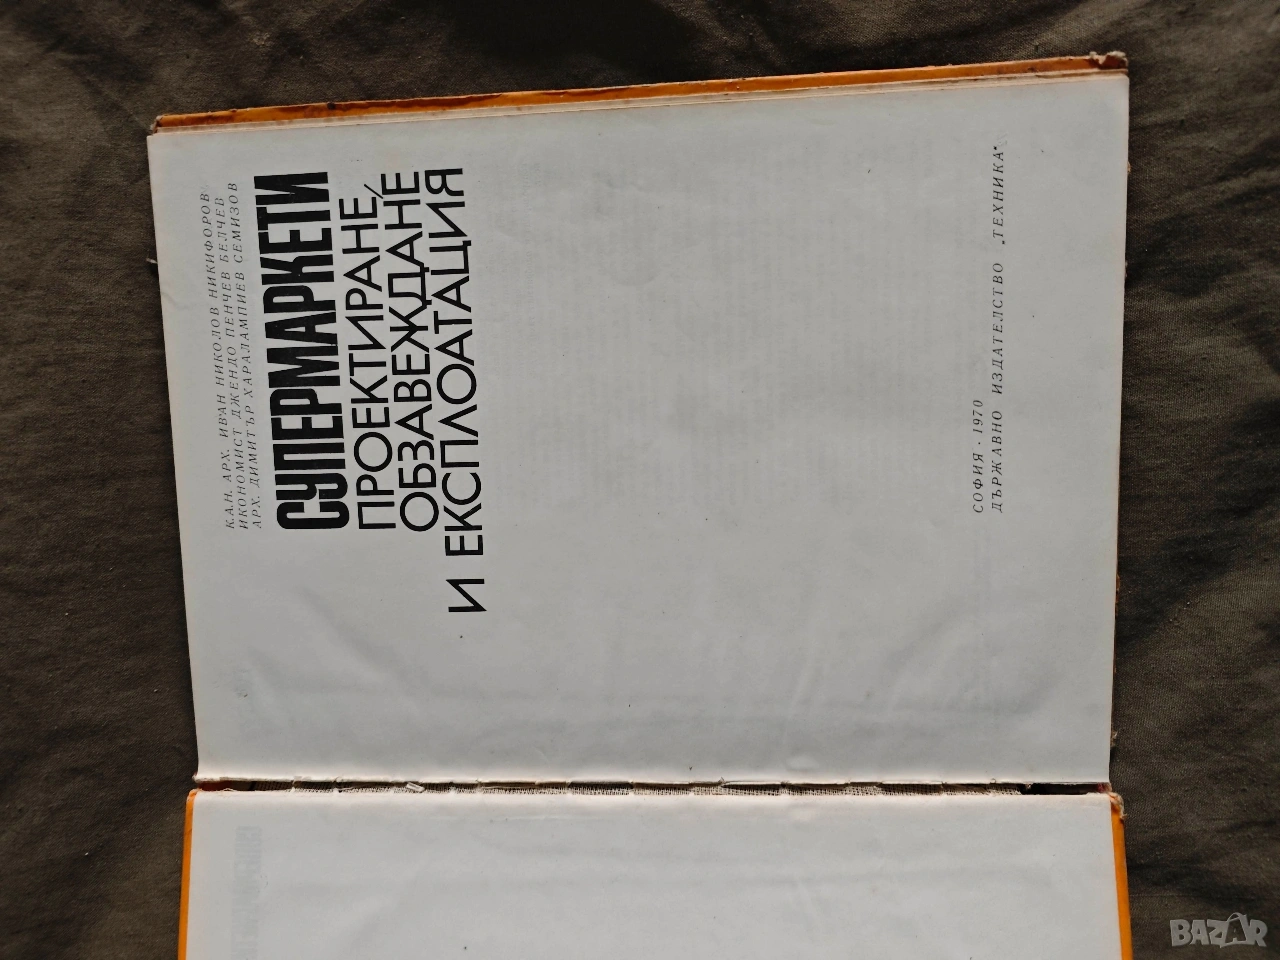 К.А.Н. АРХ. ИВАН НИКОЛОВ НИКИФОРОВ
ИКОНОМИСТ ДЖЕНДО ПЕНЧЕВ БЕЛЧЕВ
АРХ. ДИМИТЪР ХАРАЛАМПИЕВ СЕМИЗОВ
СУПЕРМАРКЕТИ
ПРОЕКТИРАНЕ,
ОБЗАВЕЖДАНЕ
И ЕКСПЛОАТАЦИЯ
СОФИЯ · 1970
ДЪРЖАВНО ИЗДАТЕЛСТВО „ТЕХНИКА“
BAZAR